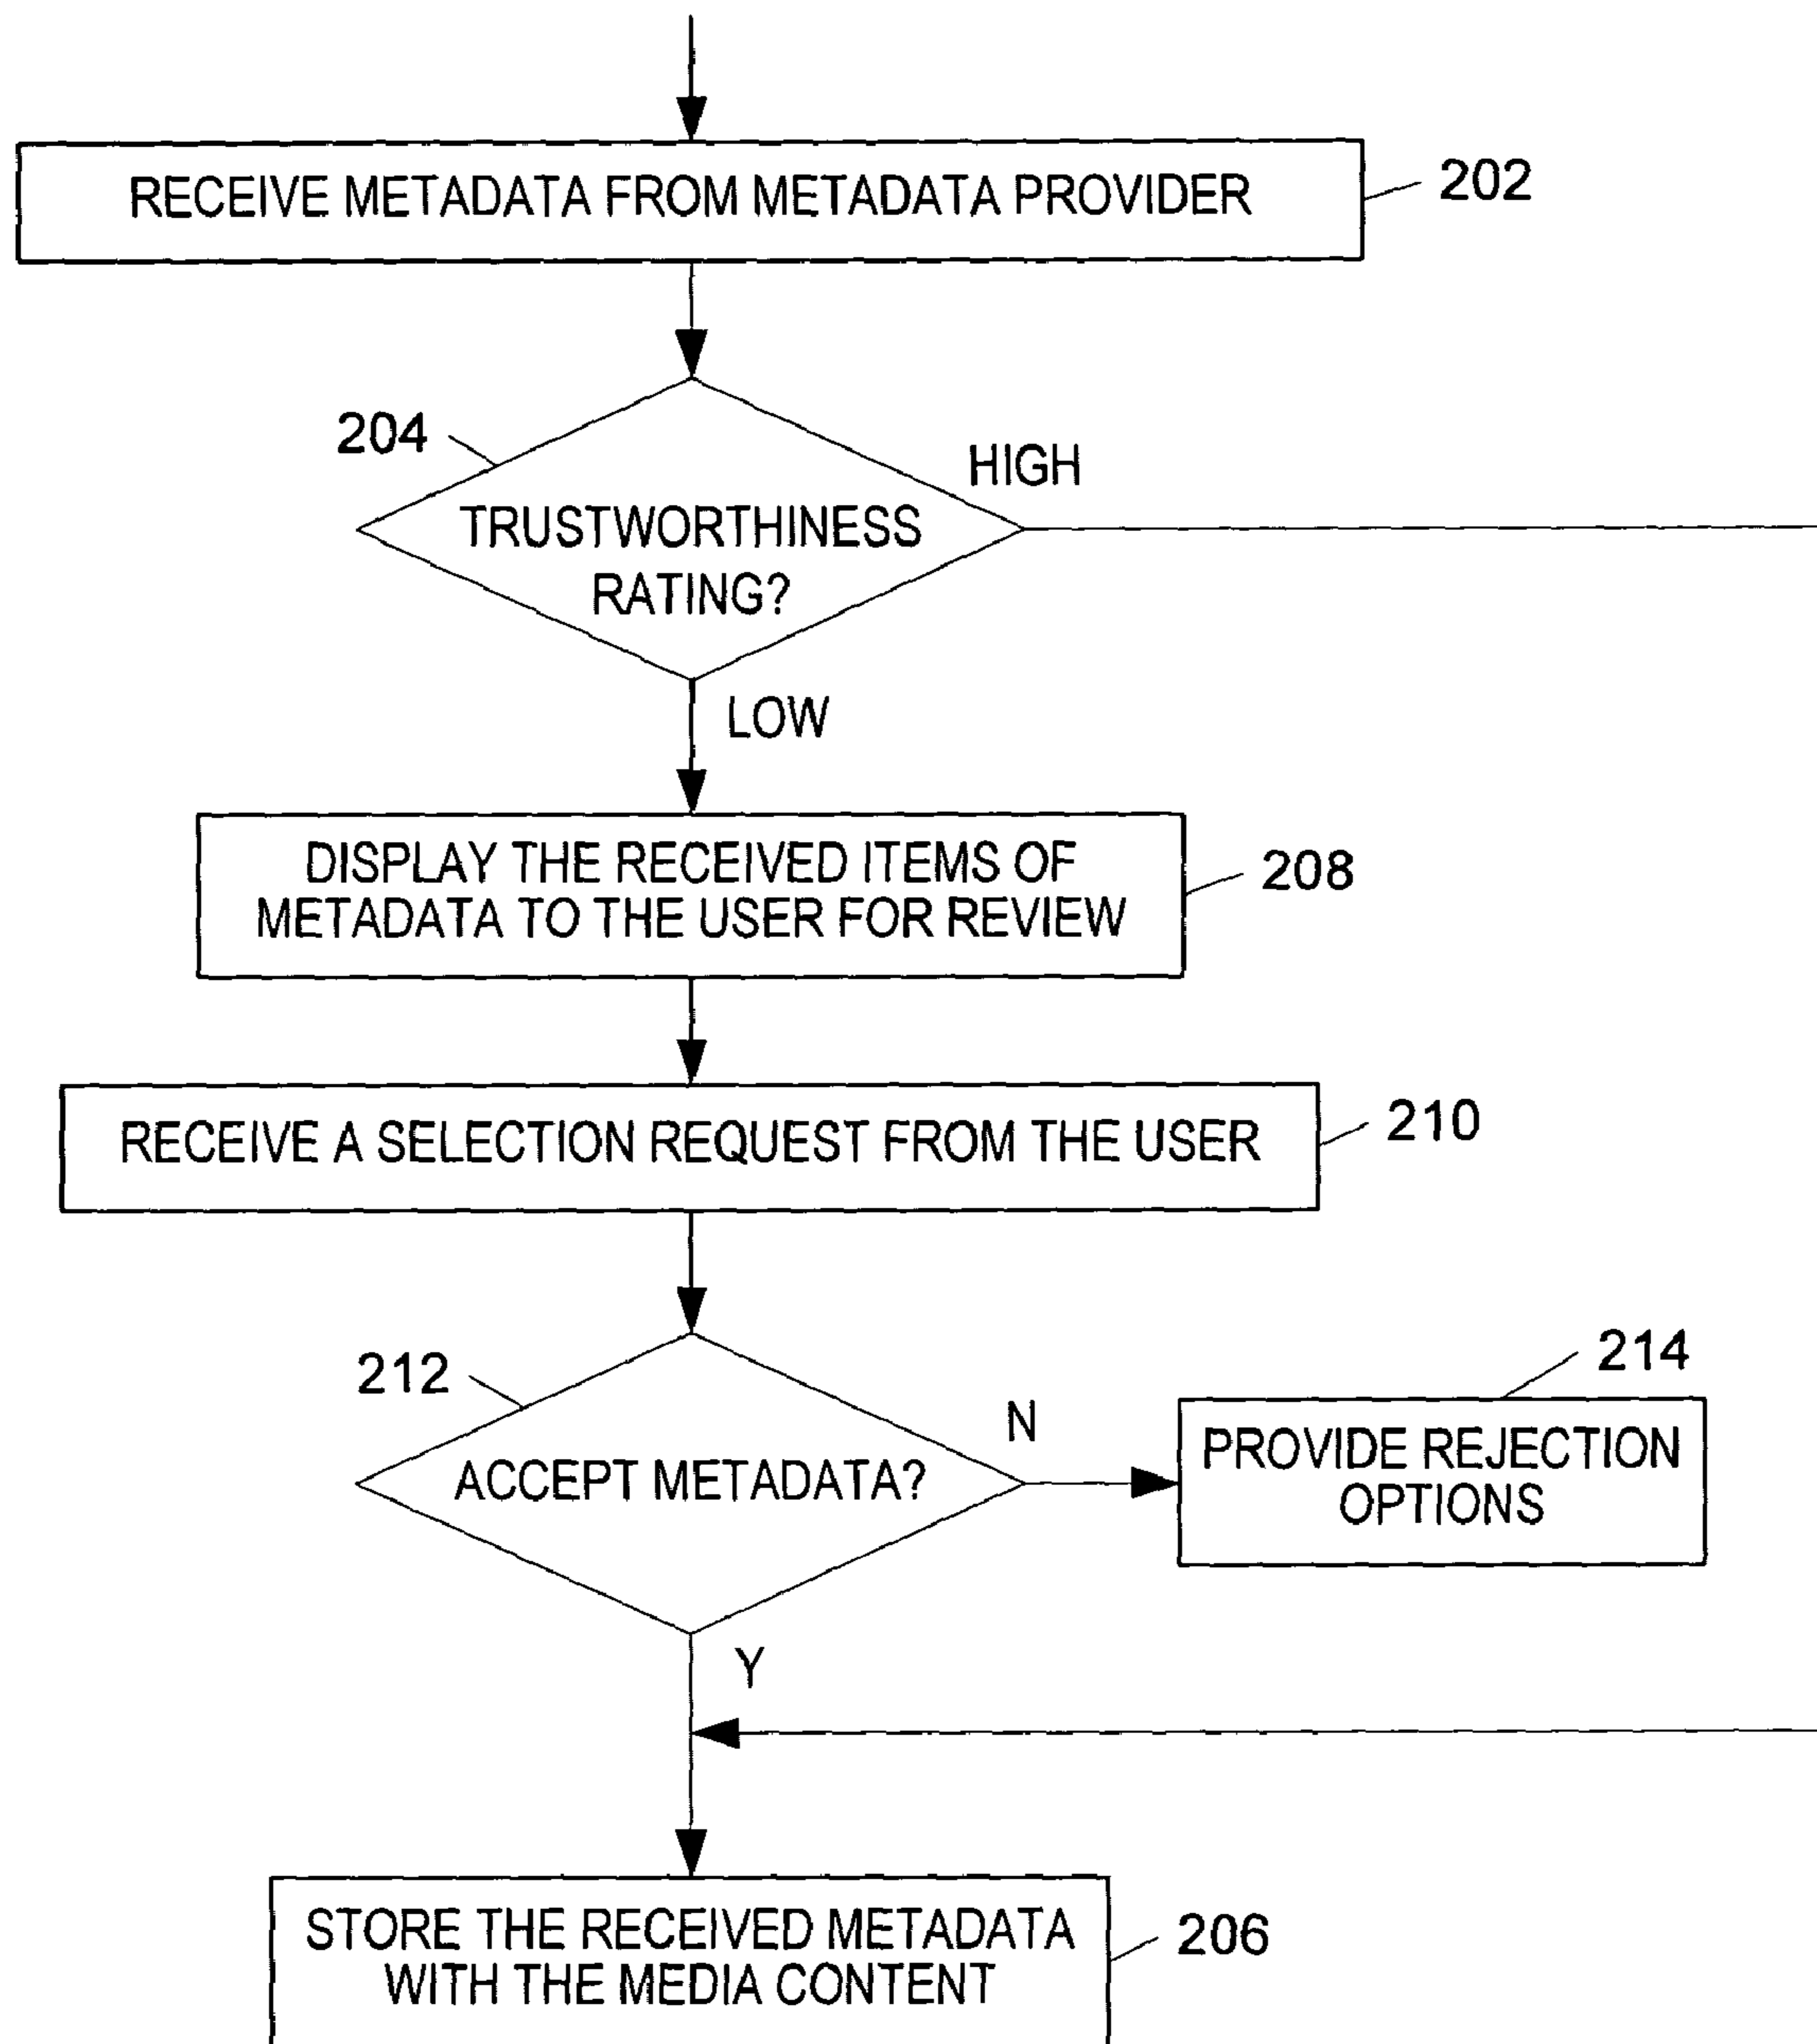 RECEIVE METADATA FROM METADATA PROVIDER
202
204
HIGH
TRUSTWORTHINESS
RATING?
LOW
DISPLAY THE RECEIVED ITEMS OF
METADATA TO THE USER FOR REVIEW
208
RECEIVE A SELECTION REQUEST FROM THE USER
210
212
ACCEPT METADATA?
N
214
PROVIDE REJECTION
OPTIONS
Y
STORE THE RECEIVED METADATA
WITH THE MEDIA CONTENT
206